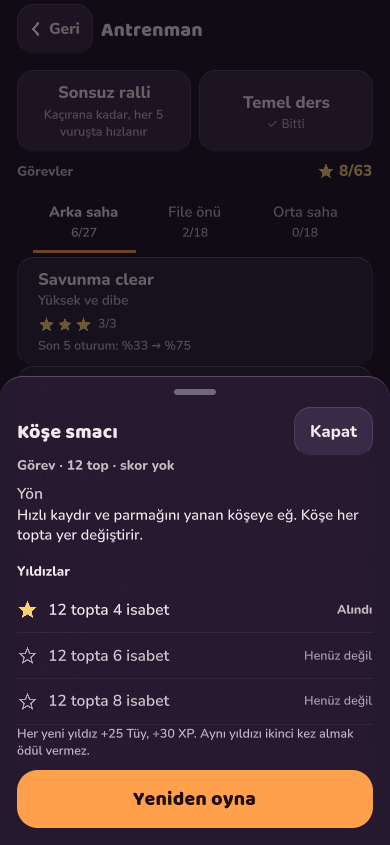 Geri
Antrenman
Sonsuz ralli
Kaçırana kadar, her 5
vuruşta hızlanır
Temel ders
✓ Bitti
Görevler
8/63
Arka saha
6/27
File önü
2/18
Orta saha
0/18
Savunma clear
Yüksek ve dibe
3/3
Son 5 oturum: %33 → %75
Köşe smacı
Kapat
Görev · 12 top · skor yok
Yön
Hızlı kaydır ve parmağını yanan köşeye eğ. Köşe her
topta yer değiştirir.
Yıldızlar
12 topta 4 isabet
Alındı
12 topta 6 isabet
Henüz değil
12 topta 8 isabet
Henüz değil
Her yeni yıldız +25 Tüy, +30 XP. Aynı yıldızı ikinci kez almak
ödül vermez.
Yeniden oyna